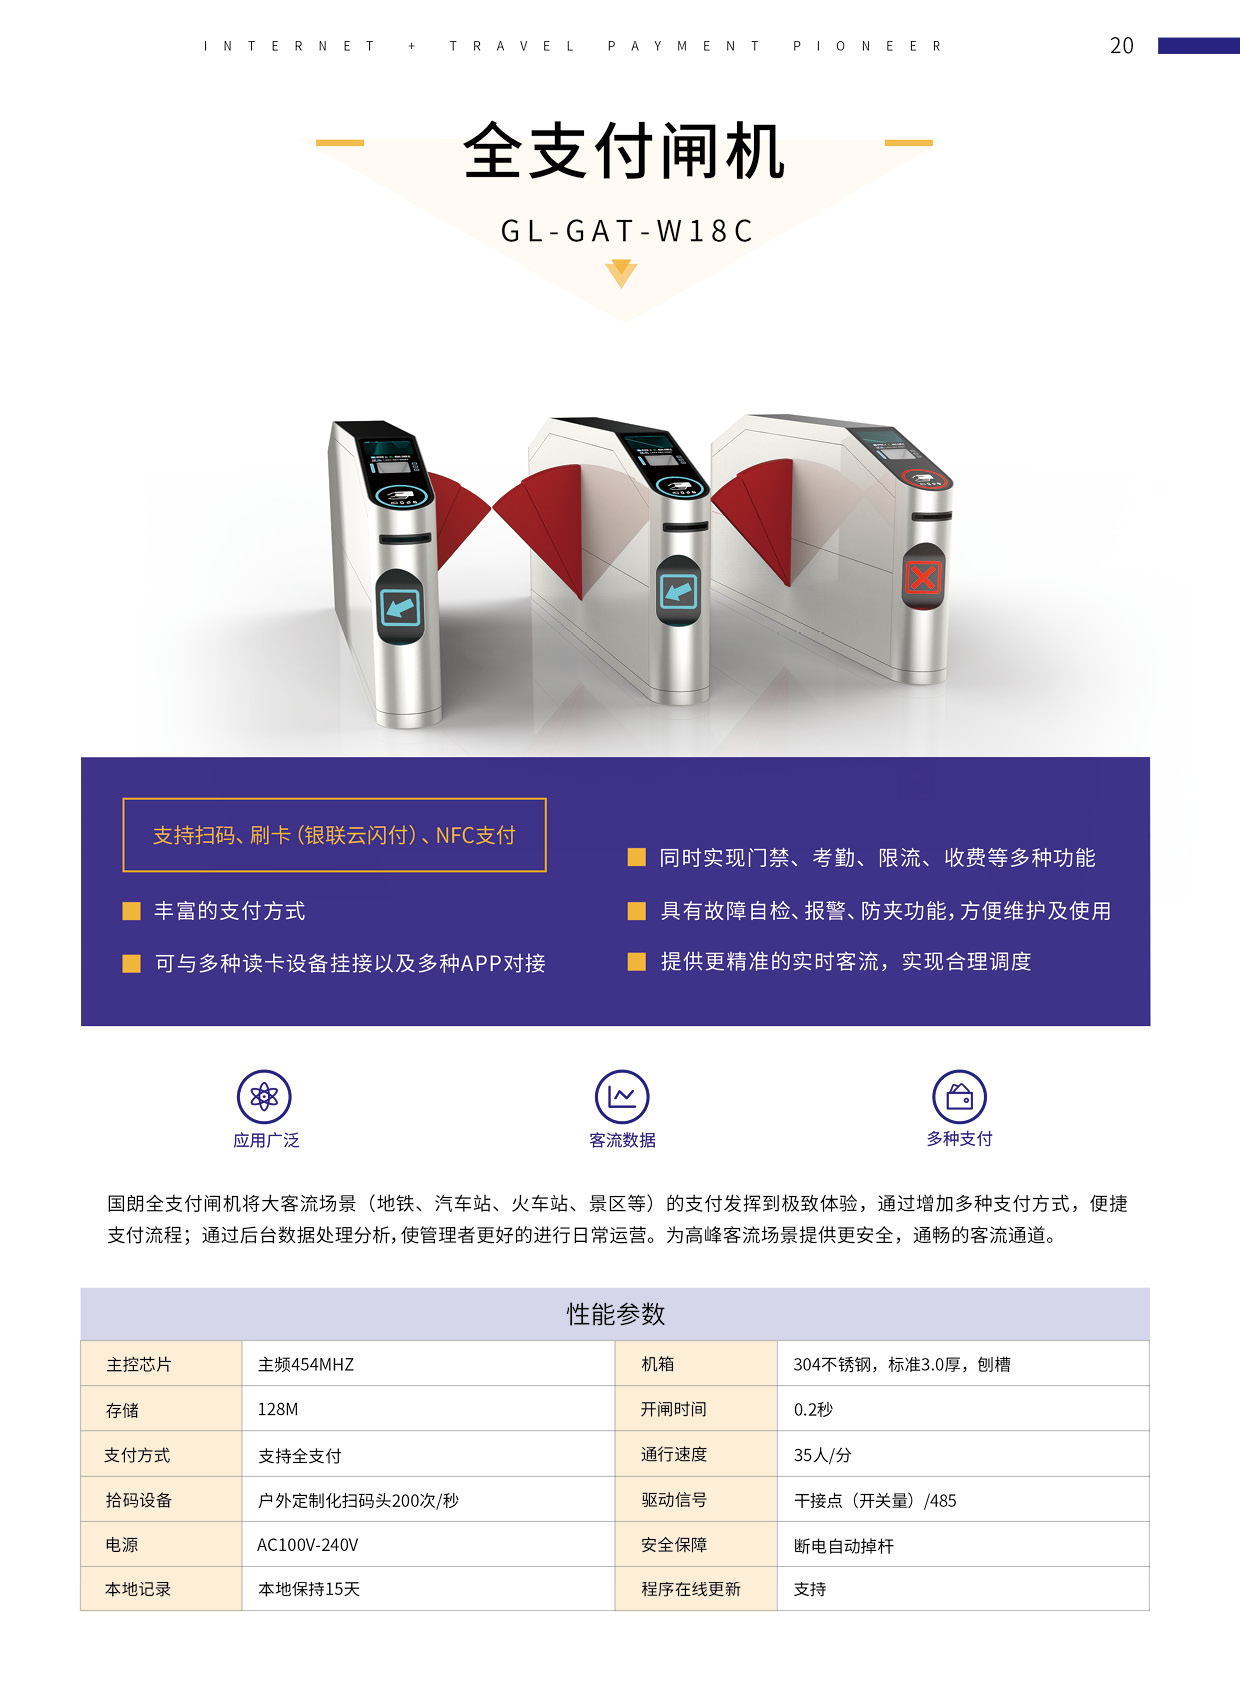 INTERNET + TRAVEL PAYMENT PIONEER
20
全支付闸机
GL-GAT-W18C
支持扫码、刷卡（银联云闪付）、NFC支付
丰富的支付方式
可与多种读卡设备挂接以及多种APP对接
同时实现门禁、考勤、限流、收费等多种功能
具有故障自检、报警、防夹功能，方便维护及使用
提供更精准的实时客流，实现合理调度
应用广泛
客流数据
多种支付
国朗全支付闸机将大客流场景（地铁、汽车站、火车站、景区等）的支付发挥到极致体验，通过增加多种支付方式，便捷
支付流程；通过后台数据处理分析，使管理者更好的进行日常运营。为高峰客流场景提供更安全，通畅的客流通道。
性能参数
主控芯片 主频454MHZ 机箱 304不锈钢，标准3.0厚，刨槽
存储 128M 开闸时间 0.2秒
支付方式 支持全支付 通行速度 35人/分
拾码设备 户外定制化扫码头200次/秒 驱动信号 干接点（开关量）/485
电源 AC100V-240V 安全保障 断电自动掉杆
本地记录 本地保持15天 程序在线更新 支持